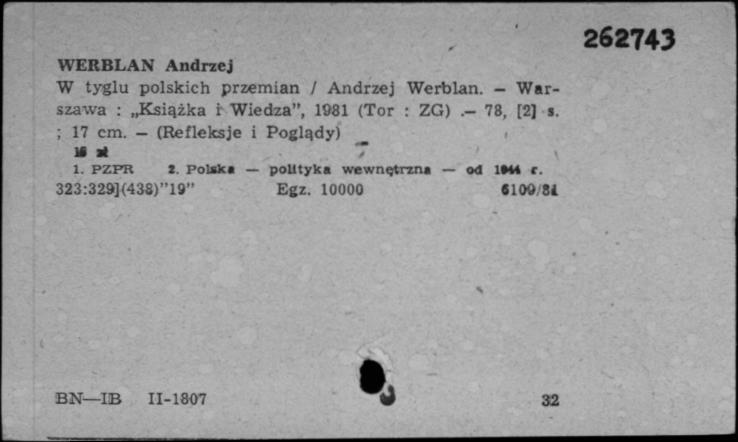 262743
WERBLAN Andrzej
W tyglu polskich przemian / Andrzej Werblan. — War-
szawa : „Książka i Wiedza”, 1981 (Tor : ZG) .— 78, [2] s.
; 17 cm. — (Refleksje i Poglądy)
zł
1. PZPR 2. Polska — polityka wewnętrzna — od 1944 r.
323:329](438)”19” Egz. 10000 6109/81
BN—IB II-1807 32